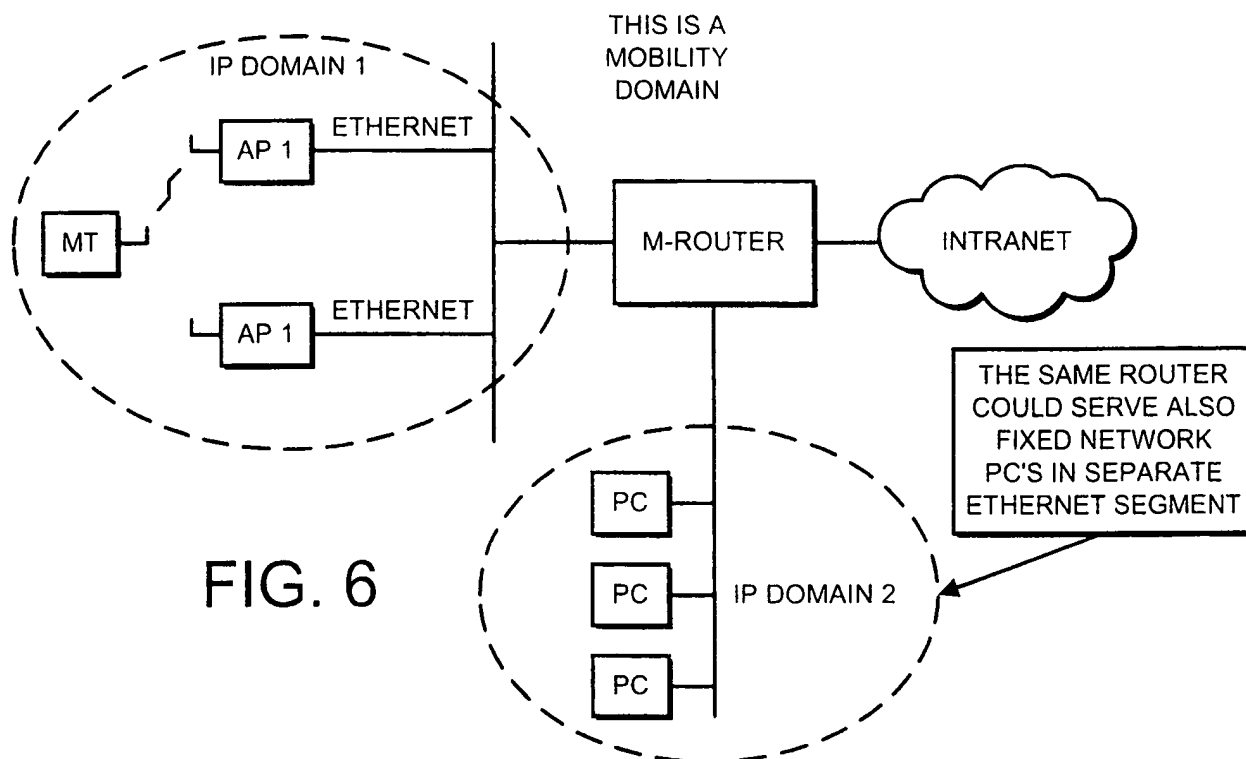 THIS IS A
MOBILITY
DOMAIN
IP DOMAIN 1
ETHERNET
AP 1
MT
M-ROUTER
INTRANET
ETHERNET
AP 1
THE SAME ROUTER
COULD SERVE ALSO
FIXED NETWORK
PC'S IN SEPARATE
ETHERNET SEGMENT
PC
PC
IP DOMAIN 2
PC
FIG. 6